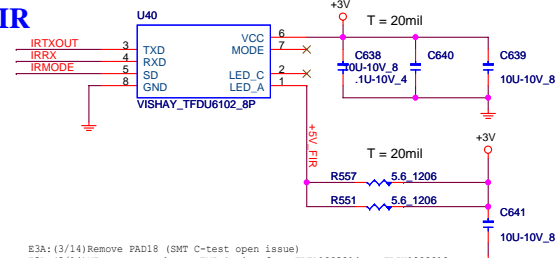 IR
U40
+3V
T = 20mil
IRTXOUT 3 TXD
IRRX 4 RXD
IRMODE 5 SD
8 GND
VCC 6
MODE 7
LED_C 2
LED_A 1
VISHAY_TFDU6102_8P
C638
10U-10V_8
.1U-10V_4
C640
C639
10U-10V_8
+5V_FIR
+3V
T = 20mil
R557 5.6_1206
R551 5.6_1206
C641
10U-10V_8
E3A:(3/14)Remove PAD18 (SMT C-test open issue)